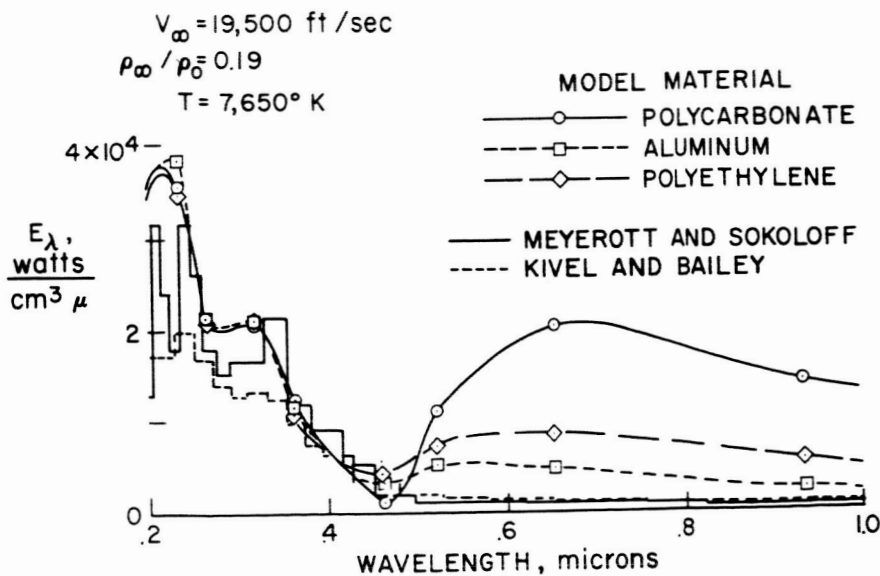 V∞ = 19,500 ft/sec
ρ∞/ρ0 = 0.19
T = 7,650° K
MODEL MATERIAL
POLYCARBONATE
ALUMINUM
POLYETHYLENE
MEYEROTT AND SOKOLOFF
KIVEL AND BAILEY
4×10⁴
Eλ,
watts
cm³ μ
2
0
.2 .4 .6 .8 1.0
WAVELENGTH, microns